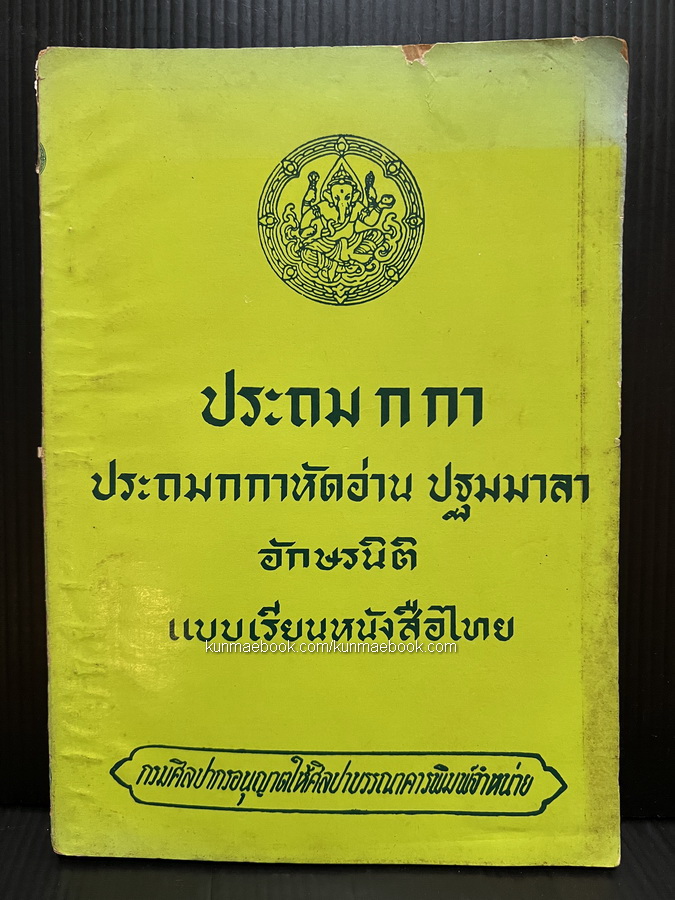 ประถม ก กา
ประถมกกาหัดอ่าน ปฐมมาลา
อักษรนิติ
แบบเรียนหนังสือไทย
kunmaebook.com/kunmaebook.com
กรมศิลปากรอนุญาตให้ศิลปาบรรณาคารพิมพ์จำหน่าย